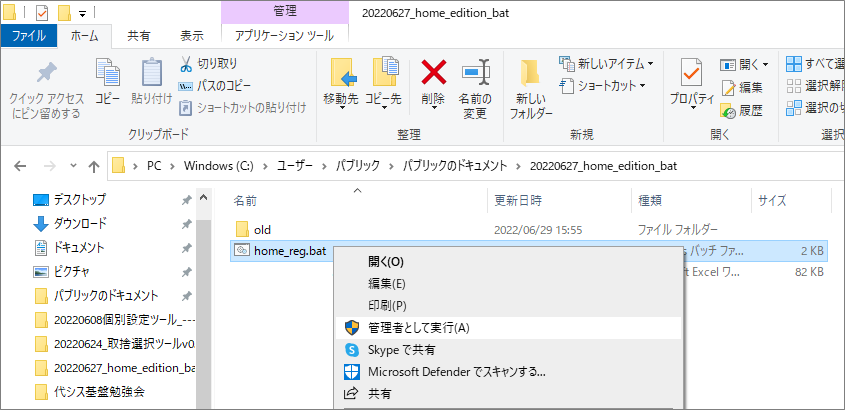 管理
20220627_home_edition_bat
ファイル
ホーム
共有
表示
アプリケーション ツール
クイック アクセス
にピン留めする
コピー
貼り付け
切り取り
パスのコピー
ショートカットの貼り付け
クリップボード
移動先
コピー先
削除
名前の
変更
整理
新しい
フォルダー
新しいアイテム
ショートカット
新規
プロパティ
開く
編集
履歴
開く
すべて選
選択解
選択の切
選択
PC
Windows (C:)
ユーザー
パブリック
パブリックのドキュメント
20220627_home_edition_bat
デスクトップ
ダウンロード
ドキュメント
ピクチャ
パブリックのドキュメント
20220608個別設定ツール_---
20220624_取捨選択ツールv0.
20220627_home_edition_ba
代シス基盤勉強会
名前
更新日時
種類
サイズ
old
2022/06/29 15:55
ファイル フォルダー
home_reg.bat
バッチ ファ...
2 KB
ft Excel ワ...
82 KB
開く(O)
編集(E)
印刷(P)
管理者として実行(A)
Skype で共有
Microsoft Defender でスキャンする...
共有